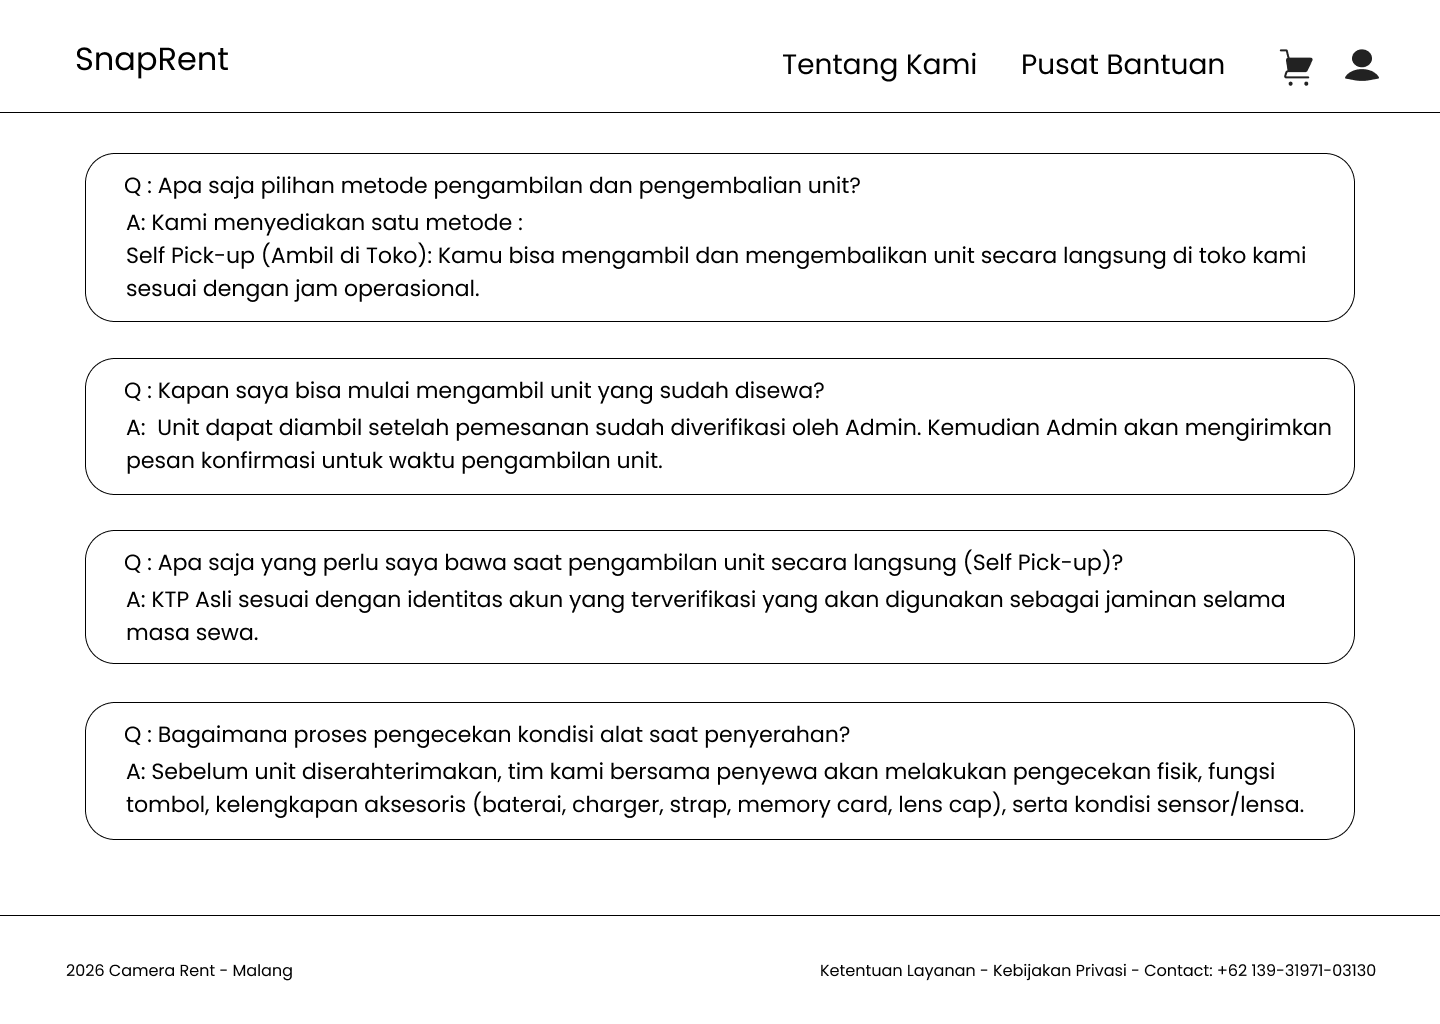 SnapRent
Tentang Kami
Pusat Bantuan
Q : Apa saja pilihan metode pengambilan dan pengembalian unit?
A: Kami menyediakan satu metode :
Self Pick-up (Ambil di Toko): Kamu bisa mengambil dan mengembalikan unit secara langsung di toko kami
sesuai dengan jam operasional.
Q : Kapan saya bisa mulai mengambil unit yang sudah disewa?
A:  Unit dapat diambil setelah pemesanan sudah diverifikasi oleh Admin. Kemudian Admin akan mengirimkan
pesan konfirmasi untuk waktu pengambilan unit.
Q : Apa saja yang perlu saya bawa saat pengambilan unit secara langsung (Self Pick-up)?
A: KTP Asli sesuai dengan identitas akun yang terverifikasi yang akan digunakan sebagai jaminan selama
masa sewa.
Q : Bagaimana proses pengecekan kondisi alat saat penyerahan?
A: Sebelum unit diserahterimakan, tim kami bersama penyewa akan melakukan pengecekan fisik, fungsi
tombol, kelengkapan aksesoris (baterai, charger, strap, memory card, lens cap), serta kondisi sensor/lensa.
2026 Camera Rent - Malang
Ketentuan Layanan - Kebijakan Privasi - Contact: +62 139-31971-03130